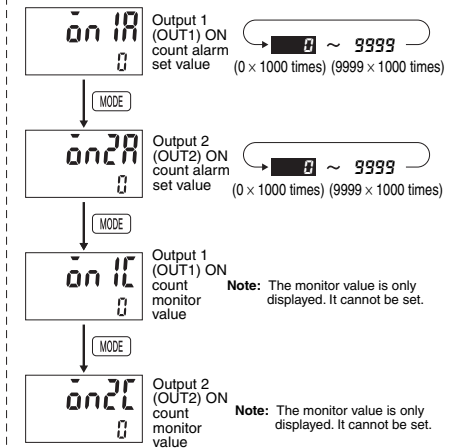 on1A
0
Output 1
(OUT1) ON
count alarm
set value
0 ~ 9999
(0 × 1000 times) (9999 × 1000 times)
MODE
on2A
0
Output 2
(OUT2) ON
count alarm
set value
0 ~ 9999
(0 × 1000 times) (9999 × 1000 times)
MODE
on1C
0
Output 1
(OUT1) ON
count
monitor
value
Note: The monitor value is only
displayed. It cannot be set.
MODE
on2C
0
Output 2
(OUT2) ON
count
monitor
value
Note: The monitor value is only
displayed. It cannot be set.